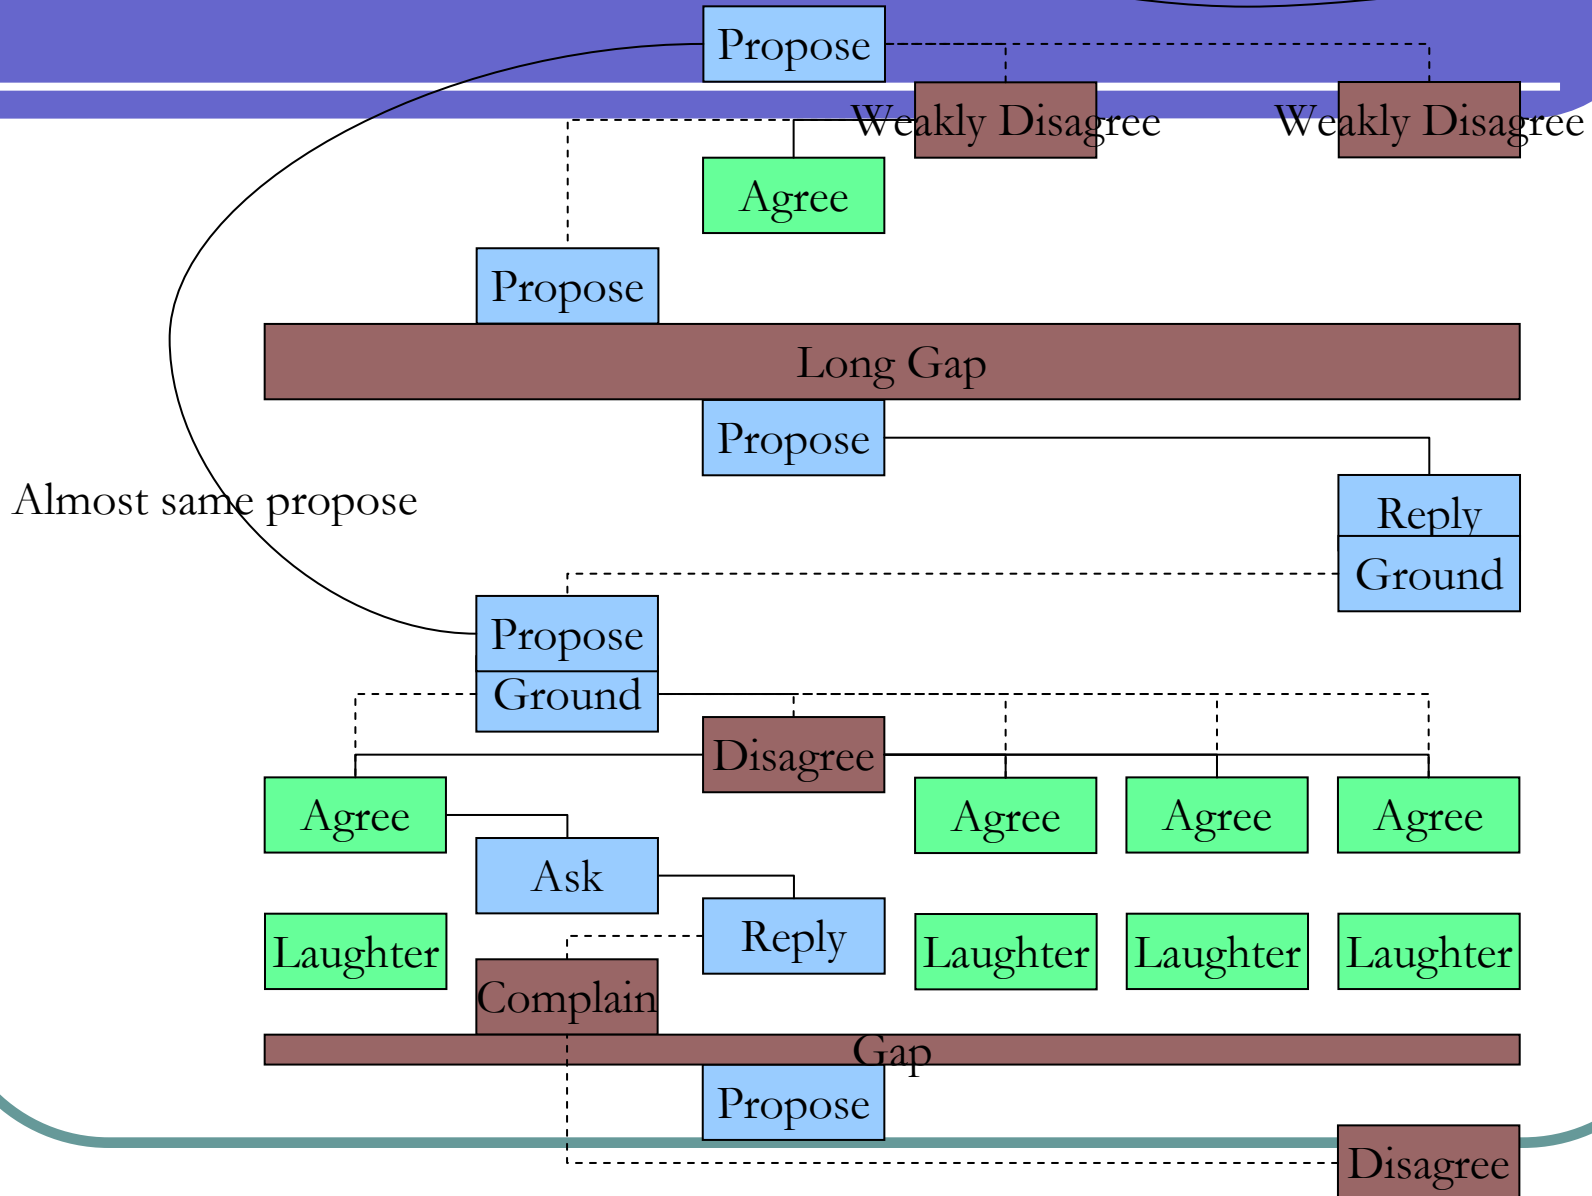 Propose
Weakly Disagree
Weakly Disagree
Agree
Propose
Long Gap
Propose
Almost same propose
Reply
Ground
Propose
Ground
Disagree
Agree
Agree
Agree
Agree
Ask
Reply
Laughter
Laughter
Laughter
Laughter
Complain
Gap
Propose
Disagree